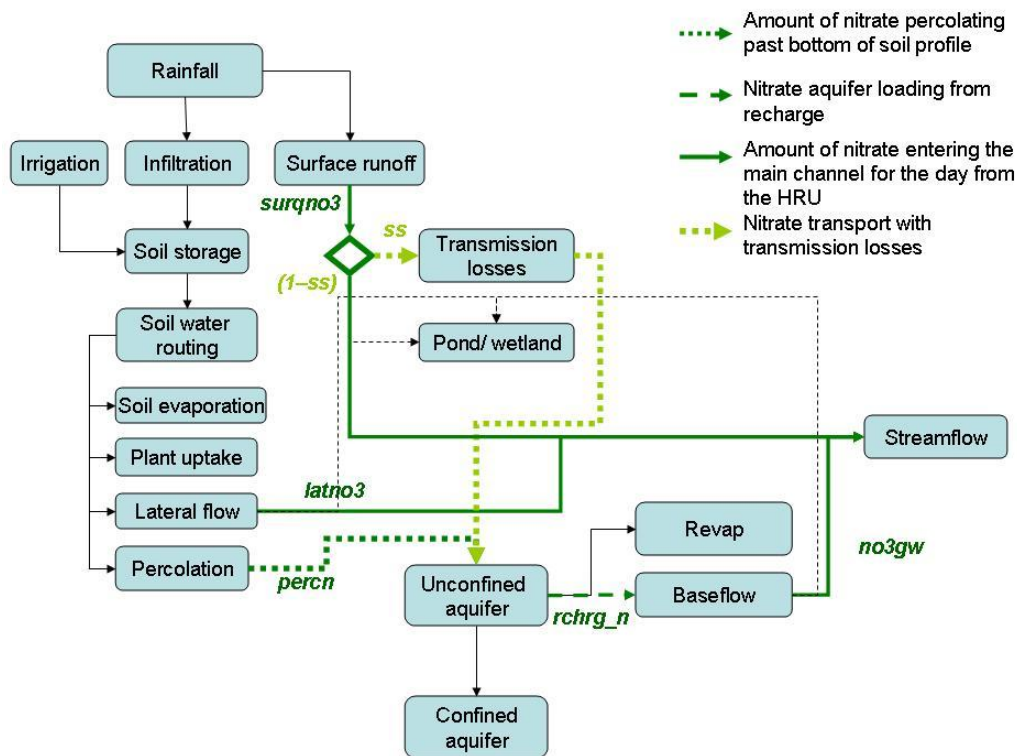 Amount of nitrate percolating
past bottom of soil profile
Nitrate aquifer loading from
recharge
Amount of nitrate entering the
main channel for the day from
the HRU
Nitrate transport with
transmission losses
Rainfall
Irrigation
Infiltration
Surface runoff
surqno3
ss
(1–ss)
Soil storage
Transmission
losses
Soil water
routing
Pond/ wetland
Soil evaporation
Streamflow
Plant uptake
latno3
Lateral flow
Revap
no3gw
Percolation
percn
Unconfined
aquifer
rchrg_n
Baseflow
Confined
aquifer